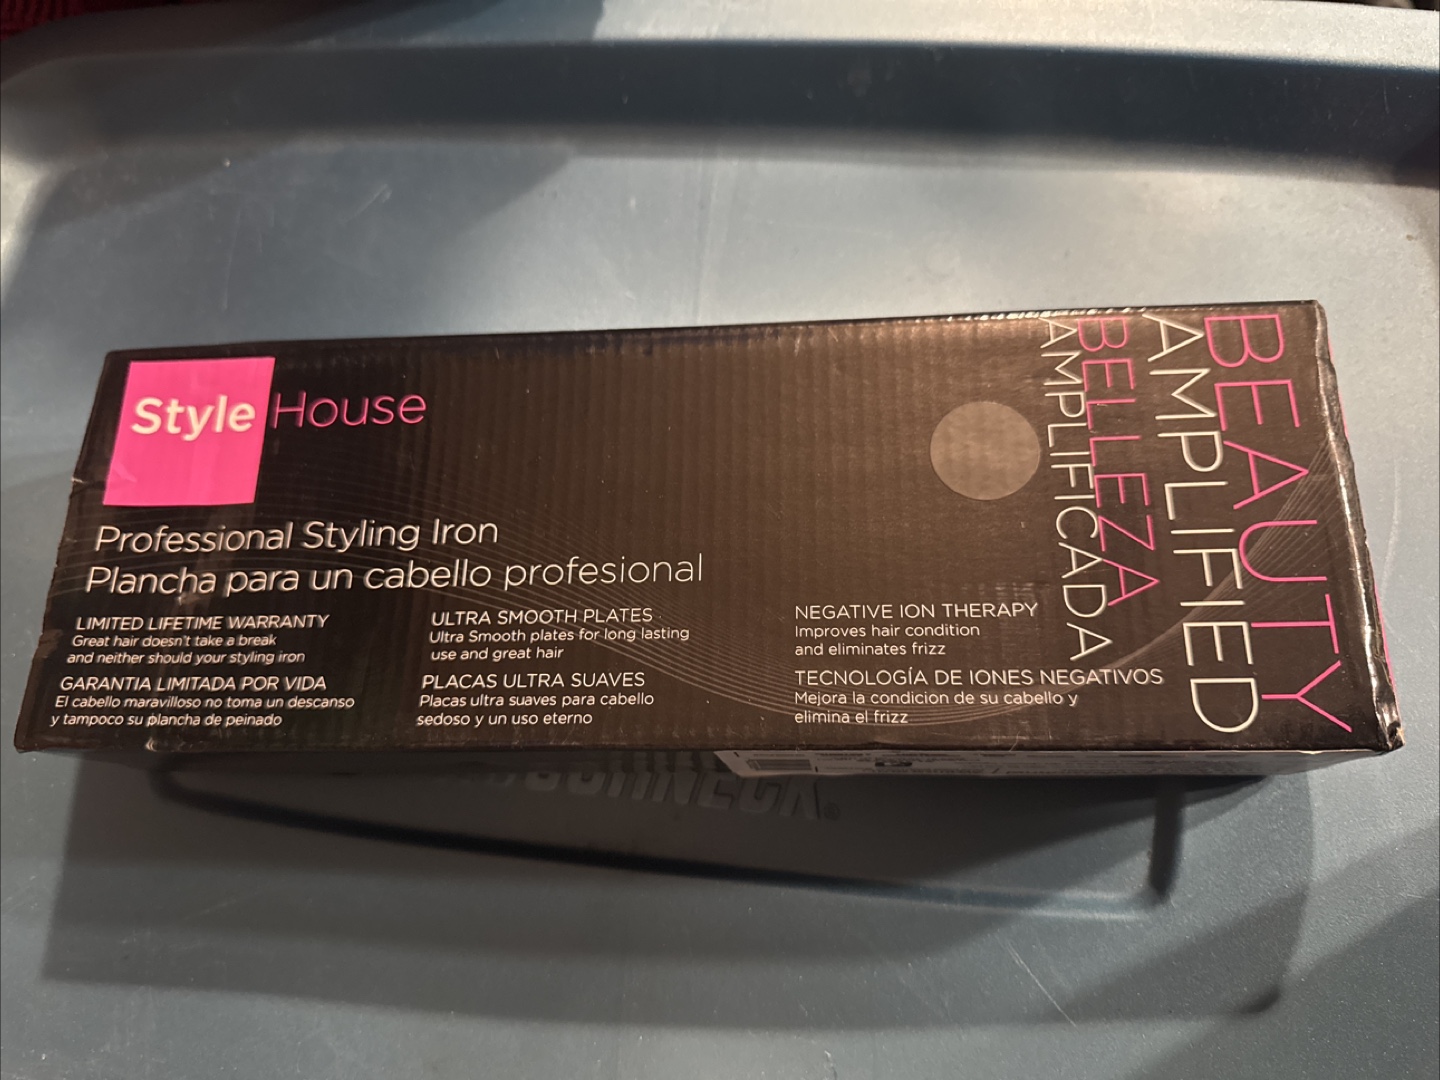 Style House
Professional Styling Iron
Plancha para un cabello profesional
LIMITED LIFETIME WARRANTY
Great hair doesn't take a break
and neither should your styling iron
GARANTIA LIMITADA POR VIDA
El cabello maravilloso no toma un descanso
y tampoco su plancha de peinado
ULTRA SMOOTH PLATES
Ultra Smooth plates for long lasting
use and great hair
PLACAS ULTRA SUAVES
Placas ultra suaves para cabello
sedoso y un uso eterno
NEGATIVE ION THERAPY
Improves hair condition
and eliminates frizz
TECNOLOGÍA DE IONES NEGATIVOS
Mejora la condicion de su cabello y
elimina el frizz
BEAUTY
AMPLIFIED
BELLEZA
AMPLIFICADA